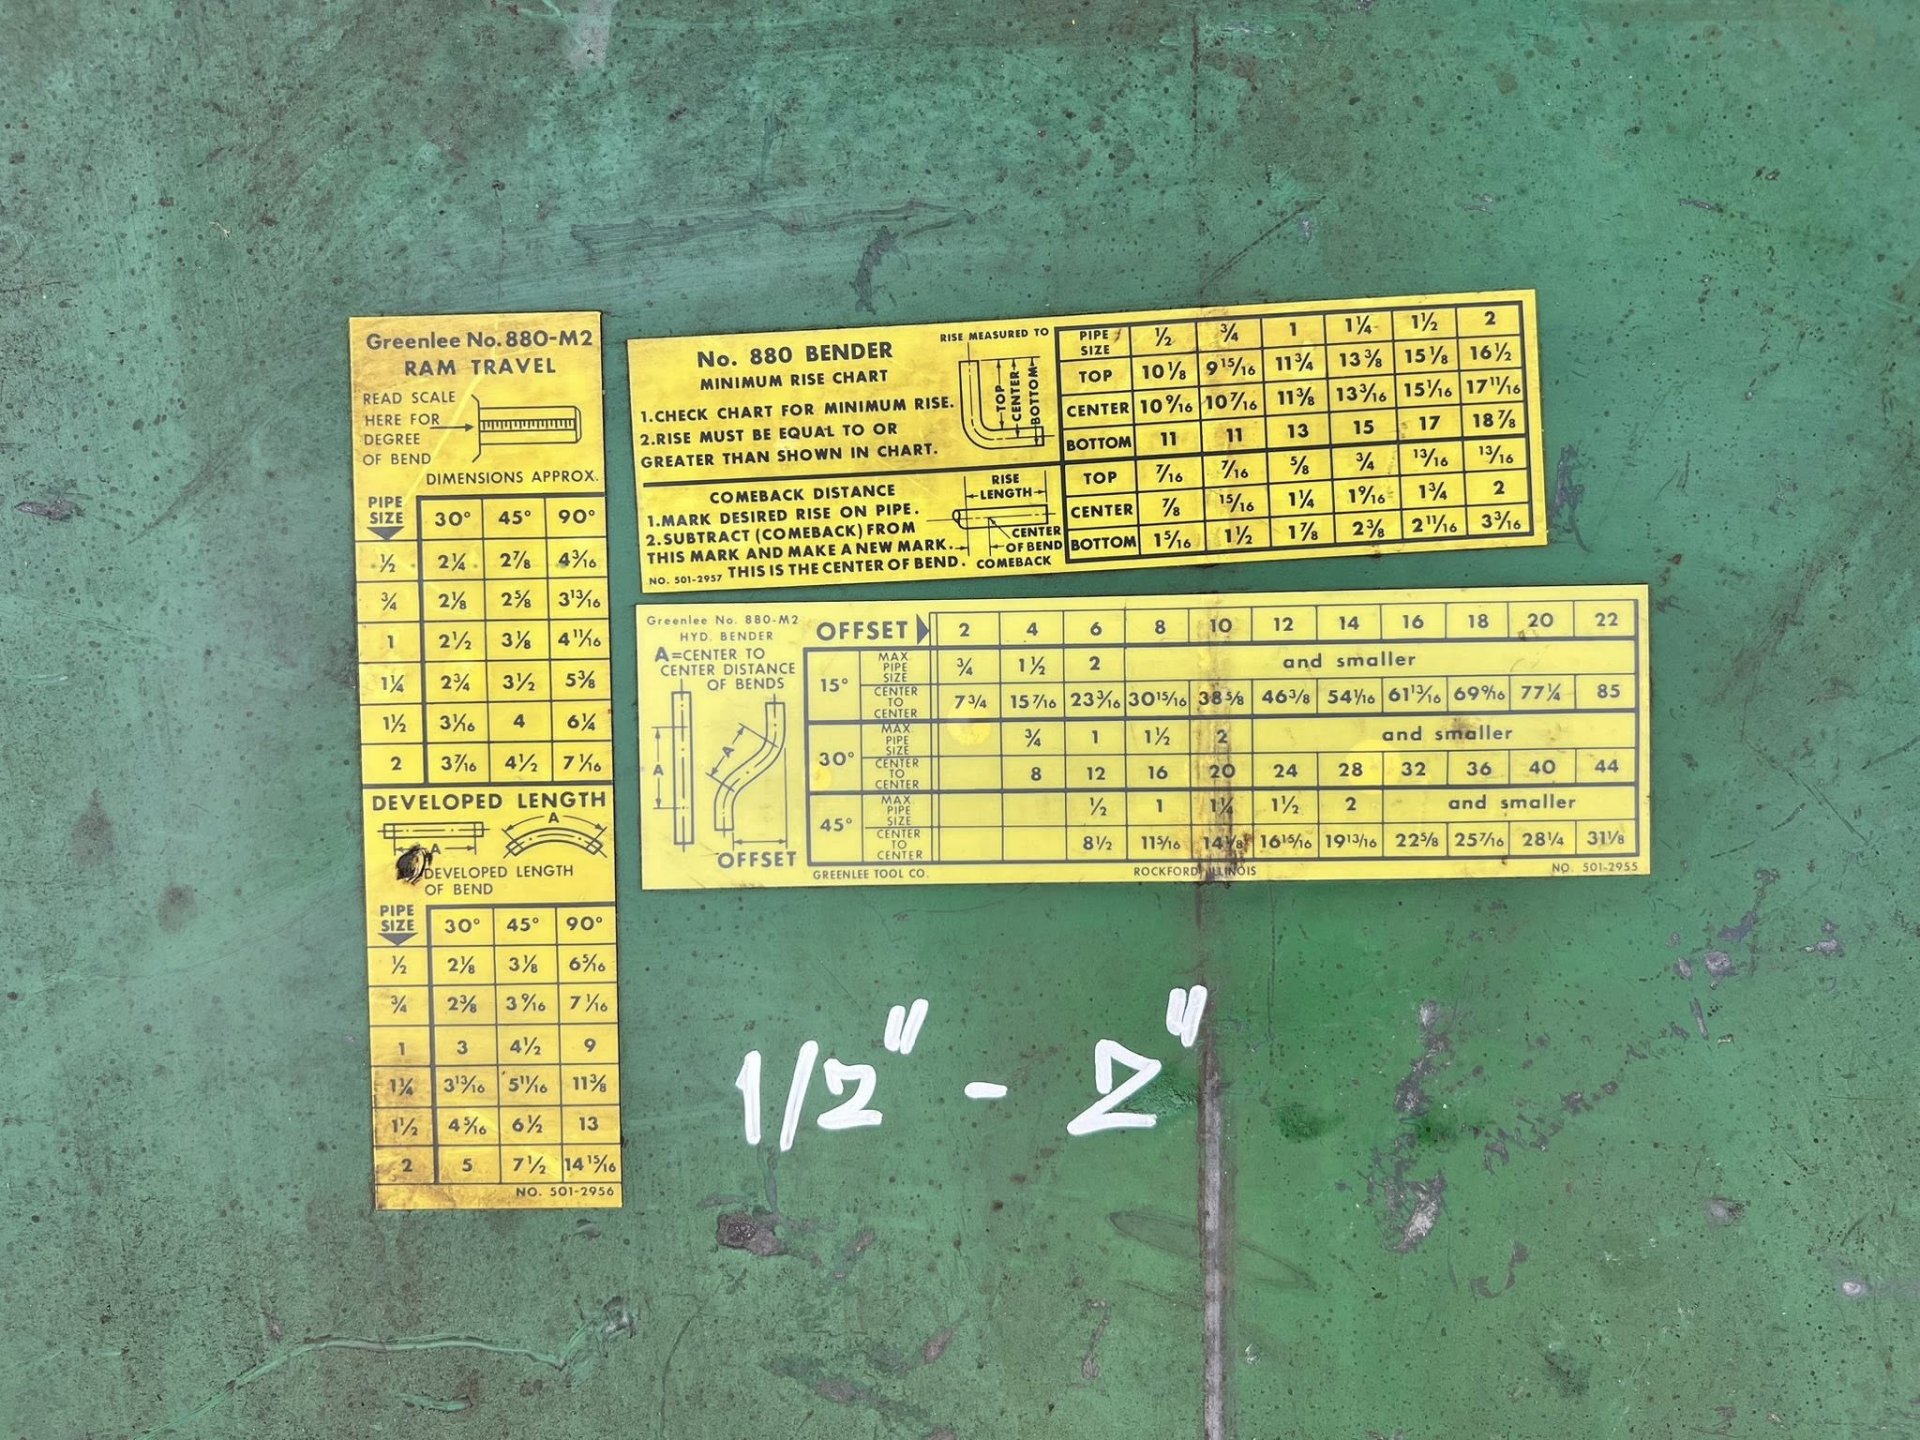 Greenlee No. 880-M2
RAM TRAVEL
READ SCALE
HERE FOR
DEGREE
OF BEND
DIMENSIONS APPROX.
PIPE SIZE 30° 45° 90°
½ 2¼ 2⅞ 4³⁄₁₆
¾ 2⅛ 2⅝ 3¹³⁄₁₆
1 2½ 3⅛ 4¹¹⁄₁₆
1¼ 2¾ 3½ 5⅜
1½ 3¹⁄₁₆ 4 6¼
2 3⁷⁄₁₆ 4½ 7¹⁄₁₆
DEVELOPED LENGTH
A
A
DEVELOPED LENGTH
OF BEND
PIPE SIZE 30° 45° 90°
½ 2⅛ 3⅛ 6⁵⁄₁₆
¾ 2⅜ 3⁹⁄₁₆ 7¹⁄₁₆
1 3 4½ 9
1¼ 3¹³⁄₁₆ 5¹¹⁄₁₆ 11⅜
1½ 4⁵⁄₁₆ 6½ 13
2 5 7½ 14¹⁵⁄₁₆
NO. 501-2956
No. 880 BENDER
MINIMUM RISE CHART
1.CHECK CHART FOR MINIMUM RISE.
2.RISE MUST BE EQUAL TO OR
GREATER THAN SHOWN IN CHART.
RISE MEASURED TO
TOP
CENTER
BOTTOM
COMEBACK DISTANCE
1.MARK DESIRED RISE ON PIPE.
2.SUBTRACT (COMEBACK) FROM
THIS MARK AND MAKE A NEW MARK.
THIS IS THE CENTER OF BEND.
NO. 501-2957
RISE
LENGTH
CENTER
OF BEND
COMEBACK
PIPE SIZE ½ ¾ 1 1¼ 1½ 2
TOP 10⅛ 9¹⁵⁄₁₆ 11¾ 13⅜ 15⅛ 16½
CENTER 10⁹⁄₁₆ 10⁷⁄₁₆ 11⅜ 13³⁄₁₆ 15¹⁄₁₆ 17¹¹⁄₁₆
BOTTOM 11 11 13 15 17 18⅞
TOP ⁷⁄₁₆ ⁷⁄₁₆ ⅝ ¾ ¹³⁄₁₆ ¹³⁄₁₆
CENTER ⅞ ¹⁵⁄₁₆ 1¼ 1⁹⁄₁₆ 1¾ 2
BOTTOM 1⁵⁄₁₆ 1½ 1⅞ 2⅜ 2¹¹⁄₁₆ 3³⁄₁₆
Greenlee No. 880-M2
HYD. BENDER
A=CENTER TO
CENTER DISTANCE
OF BENDS
A
A
OFFSET
OFFSET 2 4 6 8 10 12 14 16 18 20 22
15° MAX PIPE SIZE ¾ 1½ 2 and smaller
CENTER TO CENTER 7¾ 15⁷⁄₁₆ 23³⁄₁₆ 30¹⁵⁄₁₆ 38⅝ 46⅜ 54¹⁄₁₆ 61¹³⁄₁₆ 69⁹⁄₁₆ 77¼ 85
30° MAX PIPE SIZE ¾ 1 1½ 2 and smaller
CENTER TO CENTER 8 12 16 20 24 28 32 36 40 44
45° MAX PIPE SIZE ½ 1 1¼ 1½ 2 and smaller
CENTER TO CENTER 8½ 11⁵⁄₁₆ 14⅛ 16¹⁵⁄₁₆ 19¹³⁄₁₆ 22⅝ 25⁷⁄₁₆ 28¼ 31⅛
GREENLEE TOOL CO. ROCKFORD, ILLINOIS NO. 501-2955
1/2" - 2"